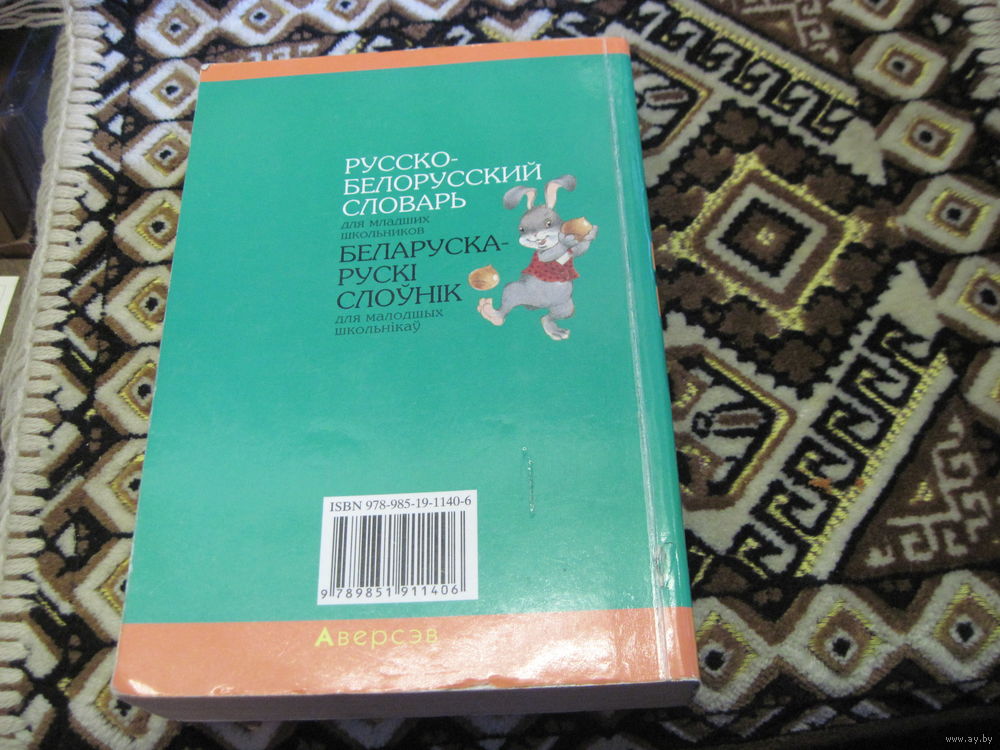 РУССКО-
БЕЛОРУССКИЙ
СЛОВАРЬ
для младших
школьников
БЕЛАРУСКА-
РУСКІ
СЛОЎНІК
для малодшых
школьнікаў
ISBN 978-985-19-1140-6
9 789851 911406
Аверсэв
www.ay.by